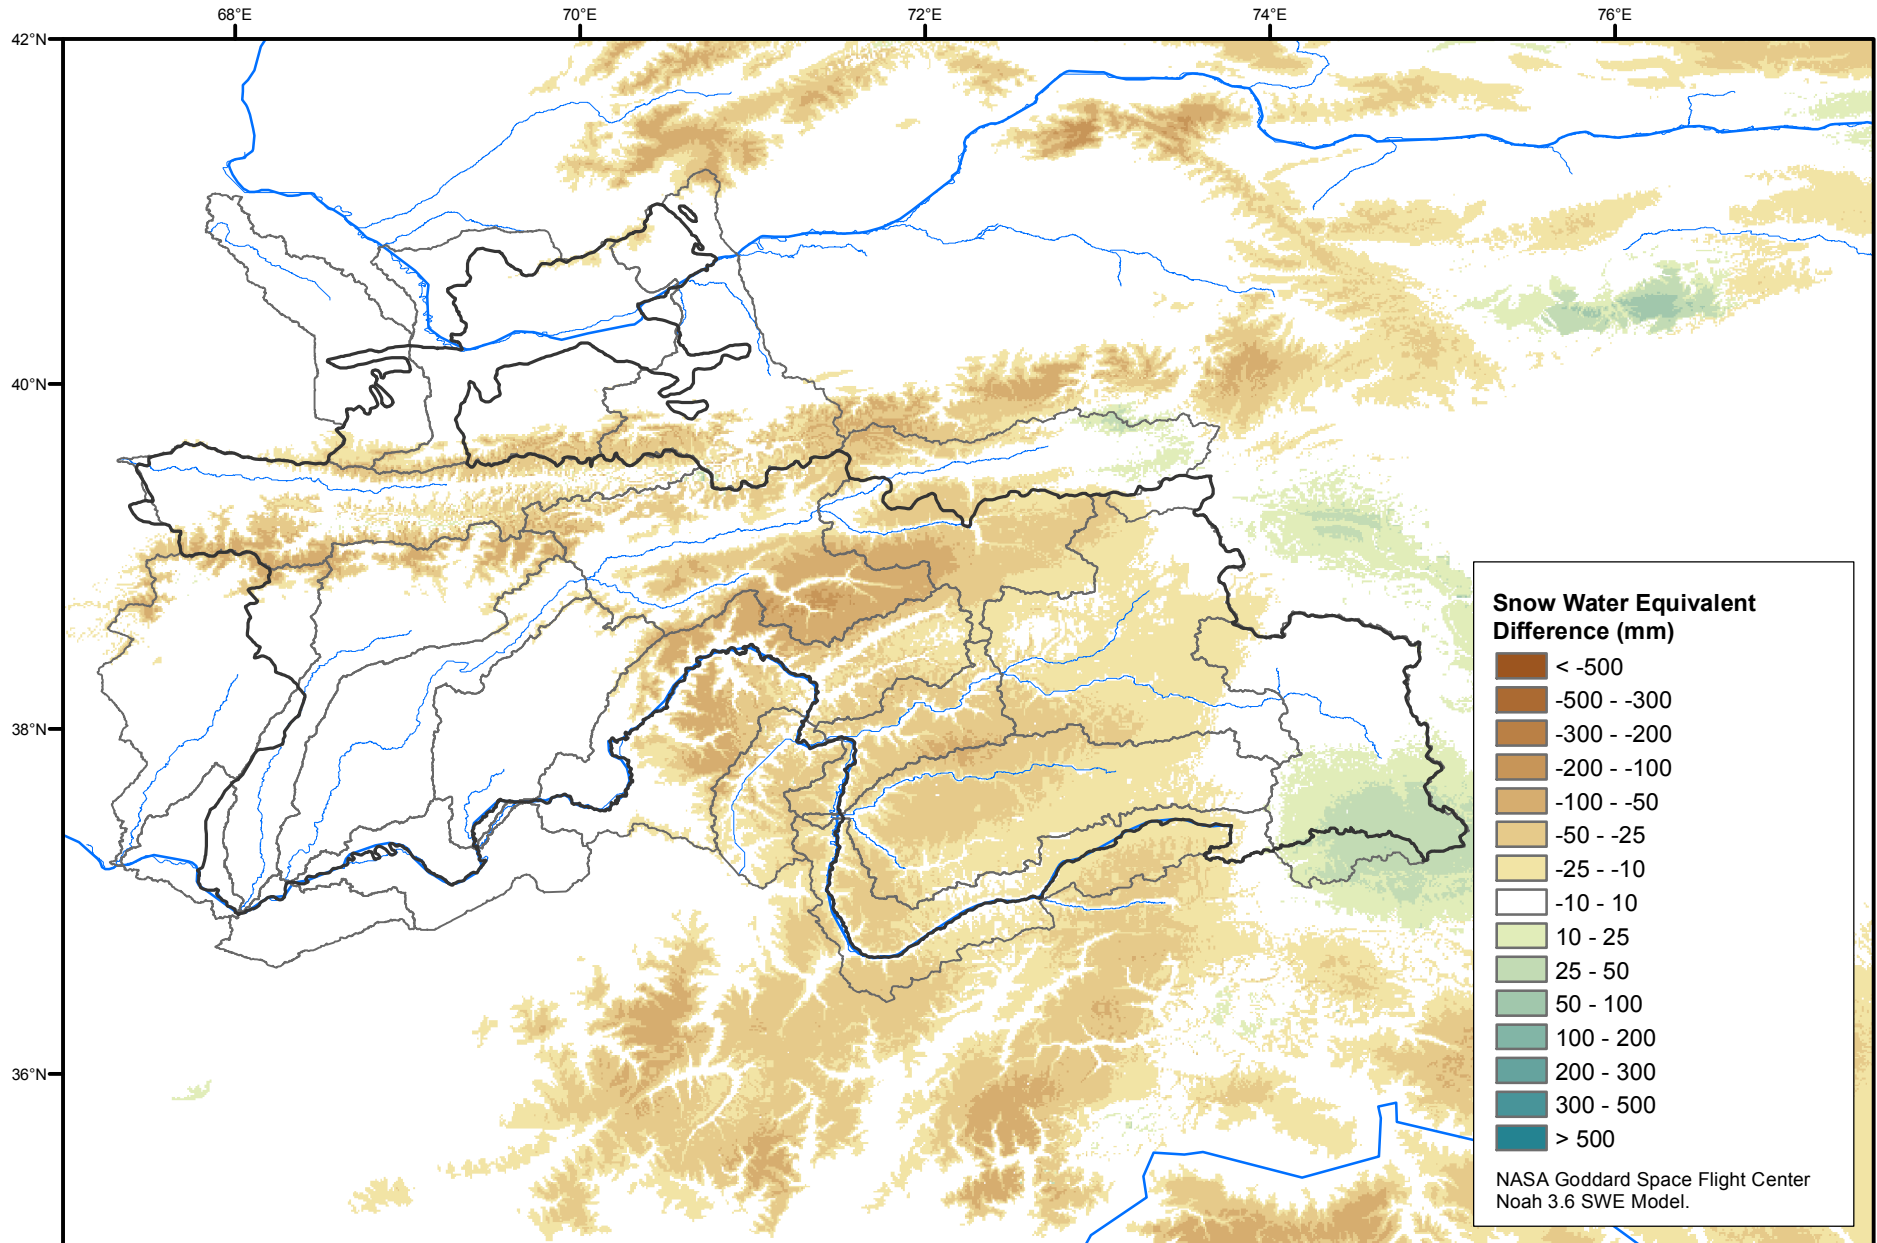 68°E
70°E
72°E
74°E
76°E
42°N
40°N
38°N
36°N
Snow Water Equivalent
Difference (mm)
< -500
-500 - -300
-300 - -200
-200 - -100
-100 - -50
-50 - -25
-25 - -10
-10 - 10
10 - 25
25 - 50
50 - 100
100 - 200
200 - 300
300 - 500
> 500
NASA Goddard Space Flight Center
Noah 3.6 SWE Model.